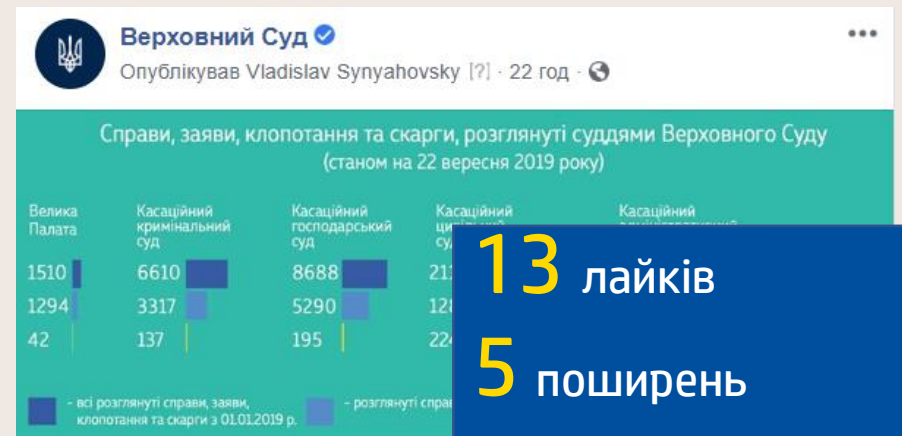 Верховний Суд
Опублікував Vladislav Synyahovsky [?] · 22 год ·
Справи, заяви, клопотання та скарги, розглянуті суддями Верховного Суду
(станом на 22 вересня 2019 року)
Велика Палата
Касаційний кримінальний суд
Касаційний господарський суд
Касаційний
Касаційний
1510 6610 8688
1294 3317 5290
42 137 195
- всі розглянуті справи, заяви, клопотання та скарги з 01.01.2019 р.
- розглянуті
13 лайків
5 поширень